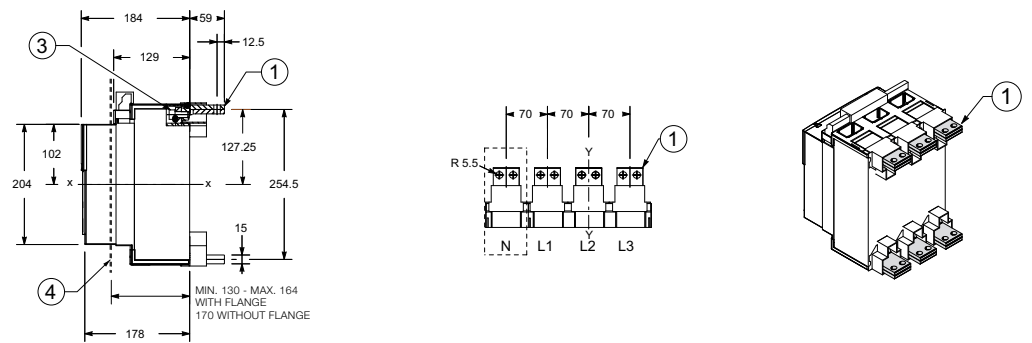 184
59
12.5
3
129
1
102
x
x
204
127.25
254.5
15
4
MIN. 130 - MAX. 164
WITH FLANGE
170 WITHOUT FLANGE
178
70
70
70
1
R 5.5
Y
Y
N
L1
L2
L3
1